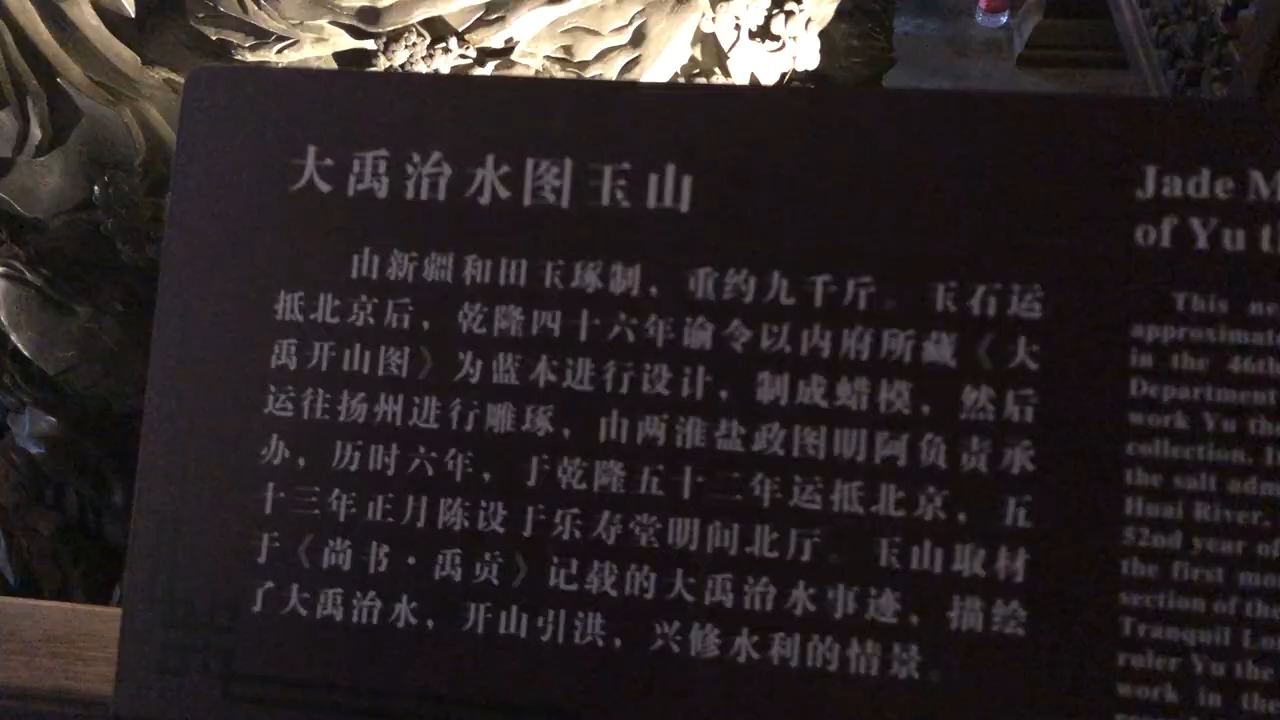 大禹治水图玉山
由新疆和田玉琢制，重约九千斤。玉石运
抵北京后，乾隆四十六年谕令以内府所藏《大
禹开山图》为蓝本进行设计，制成蜡模，然后
运往扬州进行雕琢，由两淮盐政图明阿负责承
办，历时六年，于乾隆五十二年运抵北京，五
十三年正月陈设于乐寿堂明间北厅。玉山取材
于《尚书·禹贡》记载的大禹治水事迹，描绘
了大禹治水，开山引洪，兴修水利的情景。
Jade M
of Yu t
This
approximat
in the 46th
Department
work Yu the
collection. I
the salt adm
Huai River.
52nd year of
the first mo
section of the
Tranquil Lo
ruler Yu the
work in the